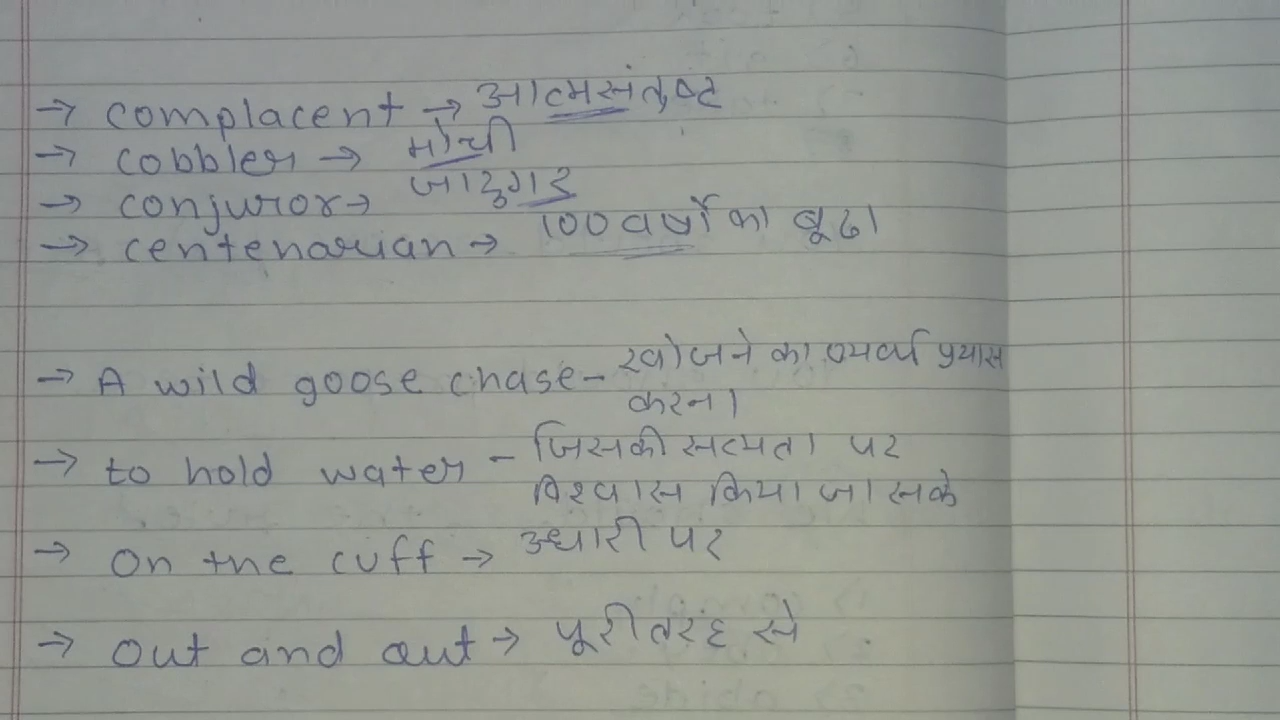 → complacent → आत्मसंतुष्ट
→ cobbler → मोची
→ conjuror → जादुगर
→ centenarian → 100 वर्षों का बूढा
→ A wild goose chase - खोजने का व्यर्थ प्रयास
करना
→ to hold water - जिसकी सत्यता पर
विश्वास किया जा सके
→ on the cuff → उधारी पर
→ out and out → पूरी तरह से